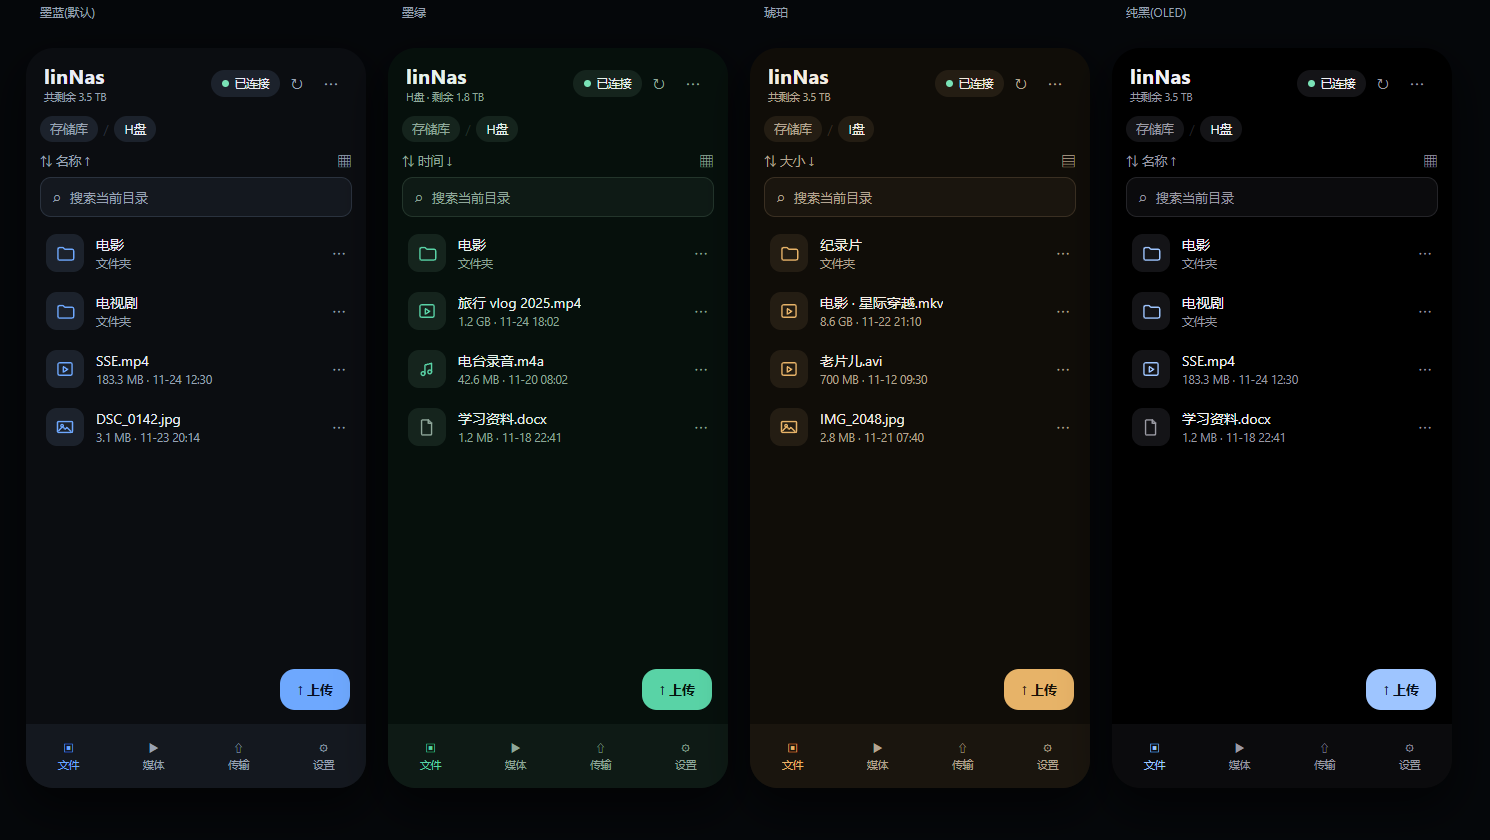 墨蓝(默认)
linNas
共剩余 3.5 TB
已连接
存储库 / H盘
名称↑
搜索当前目录
电影
文件夹
电视剧
文件夹
SSE.mp4
183.3 MB · 11-24 12:30
DSC_0142.jpg
3.1 MB · 11-23 20:14
↑ 上传
文件
媒体
传输
设置
墨绿
linNas
H盘 · 剩余 1.8 TB
已连接
存储库 / H盘
时间↓
搜索当前目录
电影
文件夹
旅行 vlog 2025.mp4
1.2 GB · 11-24 18:02
电台录音.m4a
42.6 MB · 11-20 08:02
学习资料.docx
1.2 MB · 11-18 22:41
↑ 上传
文件
媒体
传输
设置
琥珀
linNas
共剩余 3.5 TB
已连接
存储库 / I盘
大小↓
搜索当前目录
纪录片
文件夹
电影 · 星际穿越.mkv
8.6 GB · 11-22 21:10
老片儿.avi
700 MB · 11-12 09:30
IMG_2048.jpg
2.8 MB · 11-21 07:40
↑ 上传
文件
媒体
传输
设置
纯黑(OLED)
linNas
共剩余 3.5 TB
已连接
存储库 / H盘
名称↑
搜索当前目录
电影
文件夹
电视剧
文件夹
SSE.mp4
183.3 MB · 11-24 12:30
学习资料.docx
1.2 MB · 11-18 22:41
↑ 上传
文件
媒体
传输
设置